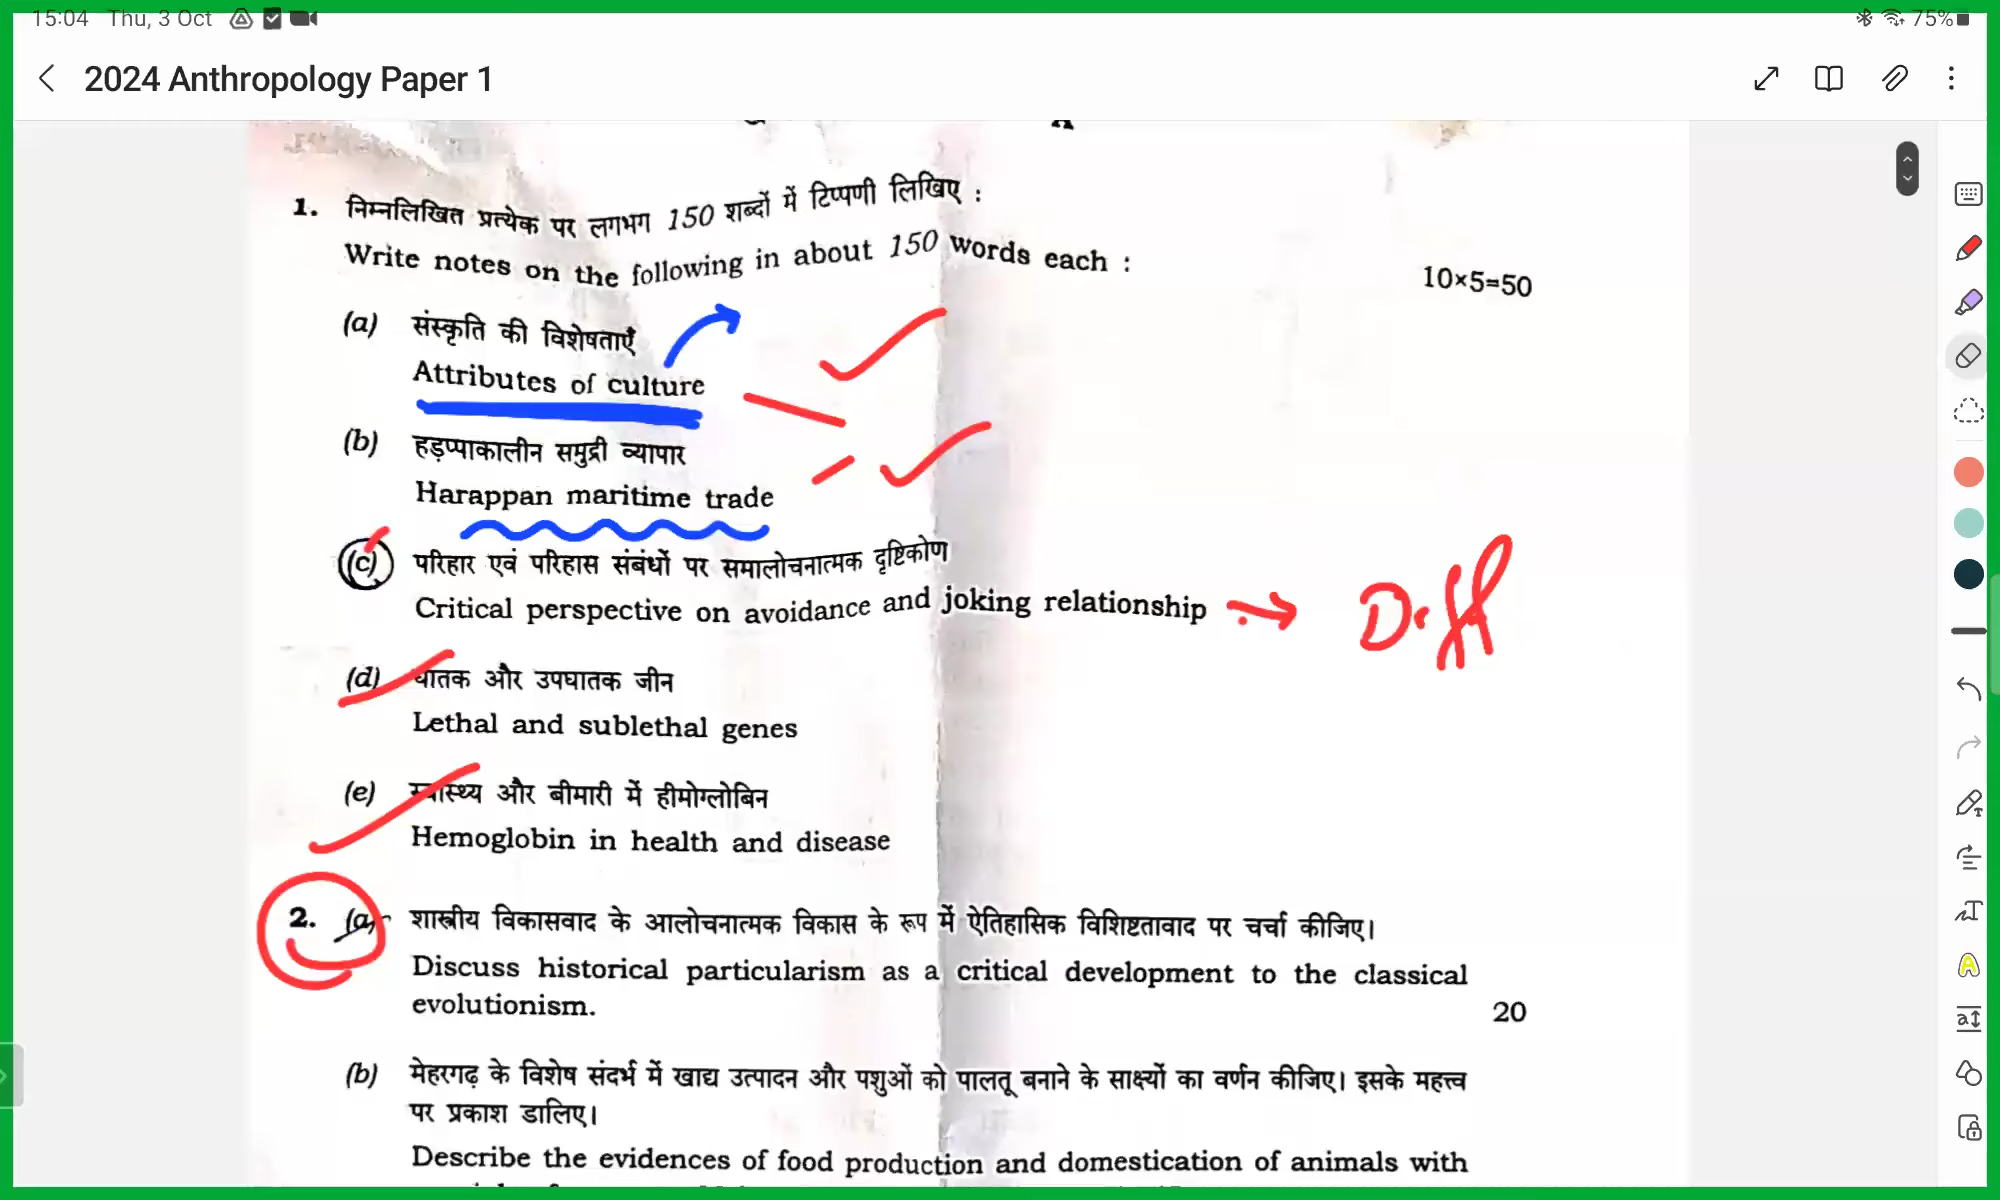 15:04 Thu, 3 Oct
75%
2024 Anthropology Paper 1
1. निम्नलिखित प्रत्येक पर लगभग 150 शब्दों में टिप्पणी लिखिए :
Write notes on the following in about 150 words each :
10×5=50
(a) संस्कृति की विशेषताएँ
Attributes of culture
(b) हड़प्पाकालीन समुद्री व्यापार
Harappan maritime trade
(c) परिहार एवं परिहास संबंधों पर समालोचनात्मक दृष्टिकोण
Critical perspective on avoidance and joking relationship
Diff
(d) घातक और उपघातक जीन
Lethal and sublethal genes
(e) स्वास्थ्य और बीमारी में हीमोग्लोबिन
Hemoglobin in health and disease
2. (a) शास्त्रीय विकासवाद के आलोचनात्मक विकास के रूप में ऐतिहासिक विशिष्टतावाद पर चर्चा कीजिए।
Discuss historical particularism as a critical development to the classical
evolutionism.
20
(b) मेहरगढ़ के विशेष संदर्भ में खाद्य उत्पादन और पशुओं को पालतू बनाने के साक्ष्यों का वर्णन कीजिए। इसके महत्त्व
पर प्रकाश डालिए।
Describe the evidences of food production and domestication of animals with